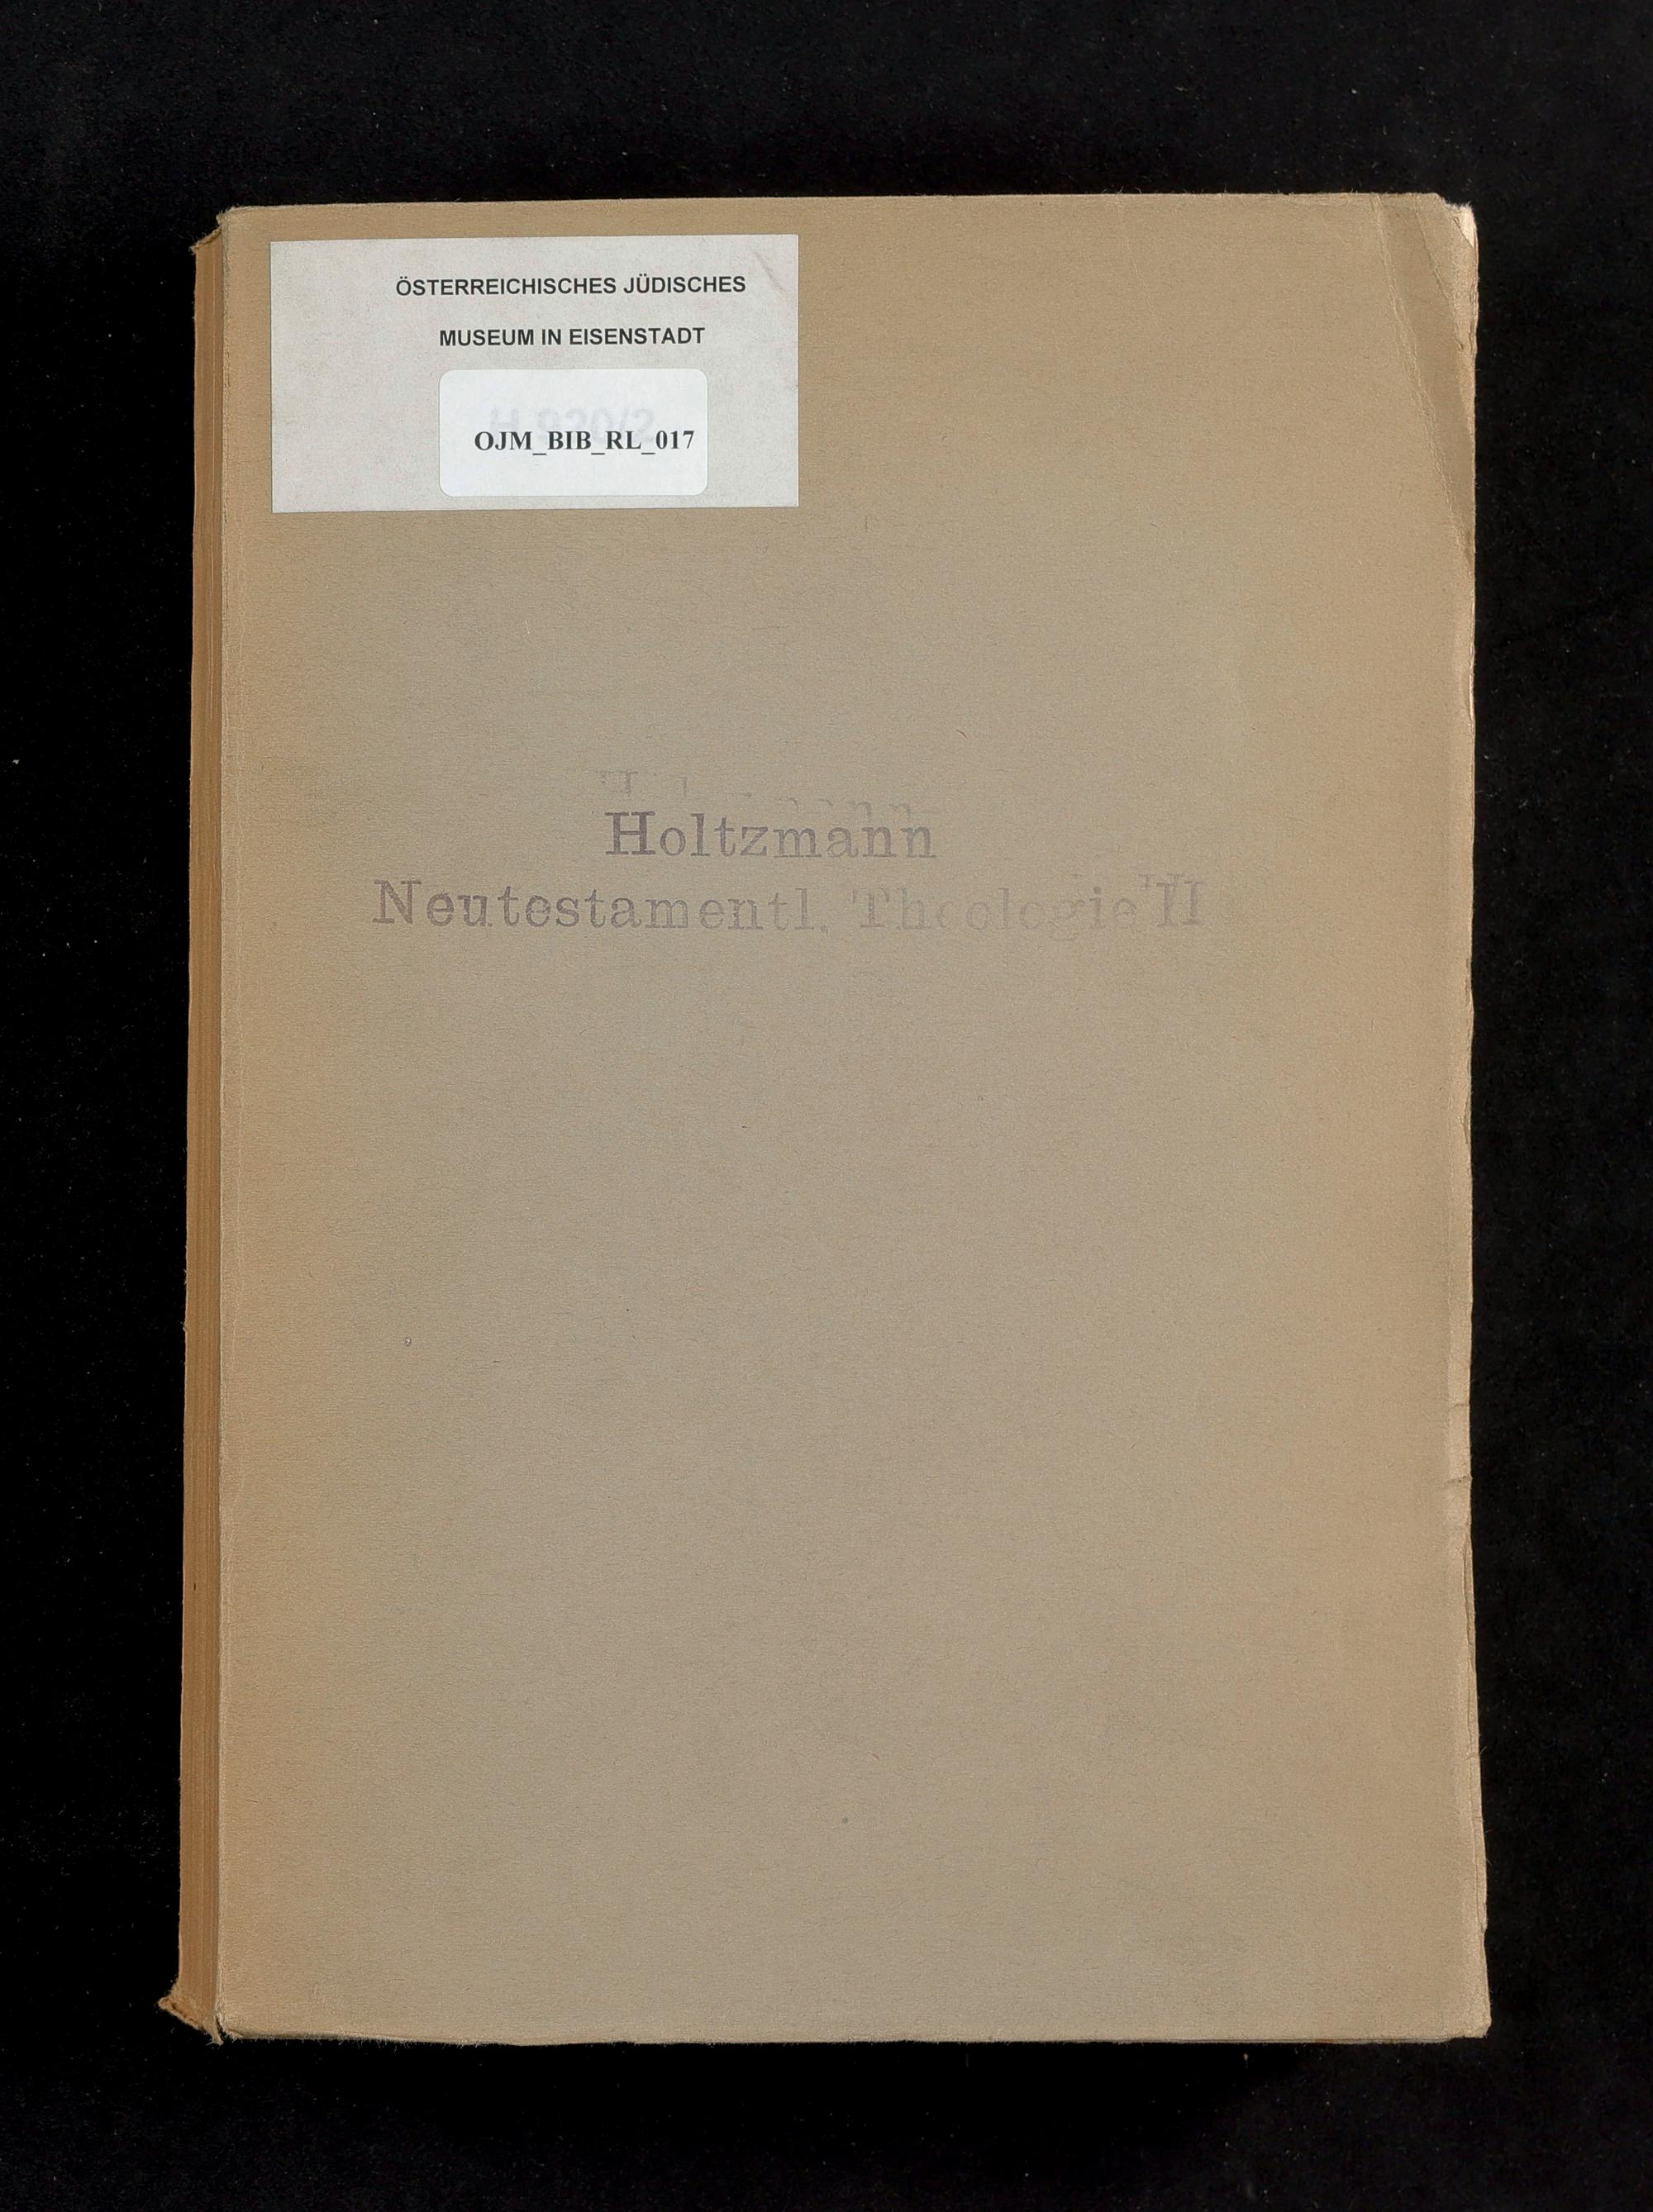 ÖSTERREICHISCHES JÜDISCHES
MUSEUM IN EISENSTADT
OJM_BIB_RL_017
Holtzmann
Neutestamentl. Theologie II